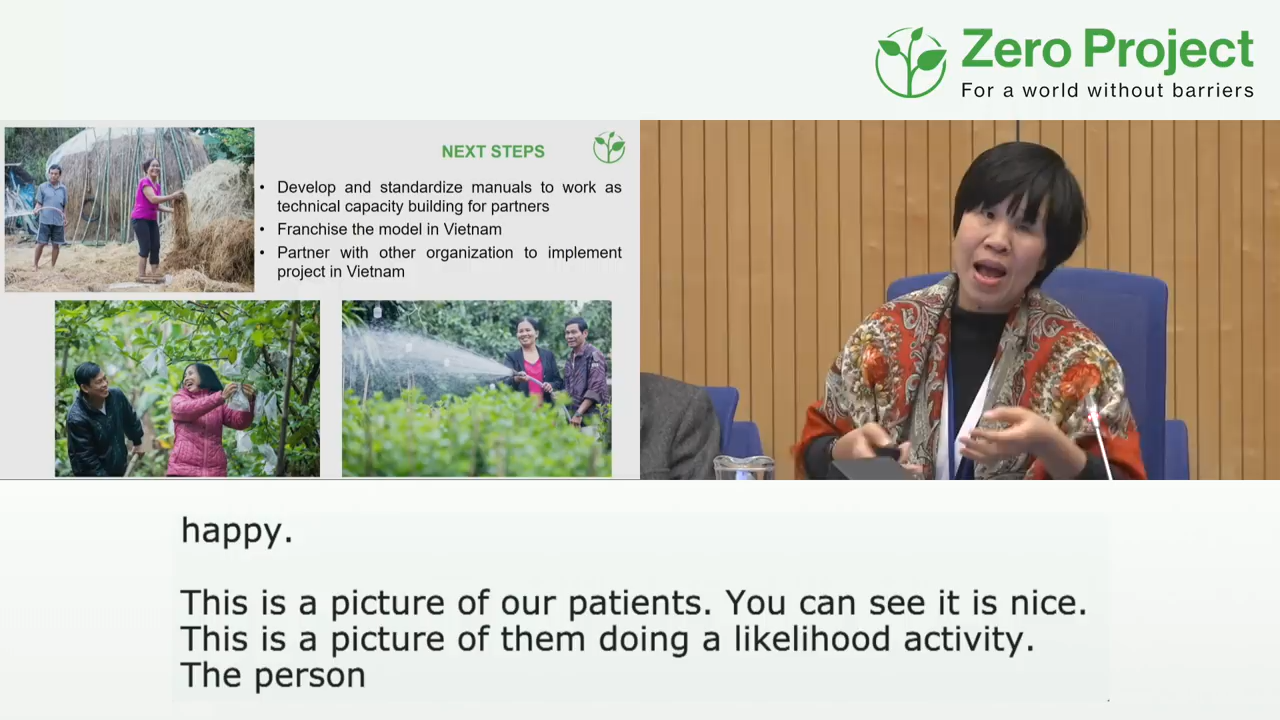 Zero Project
For a world without barriers
NEXT STEPS
• Develop and standardize manuals to work as
technical capacity building for partners
• Franchise the model in Vietnam
• Partner with other organization to implement
project in Vietnam
happy.
This is a picture of our patients. You can see it is nice.
This is a picture of them doing a likelihood activity.
The person